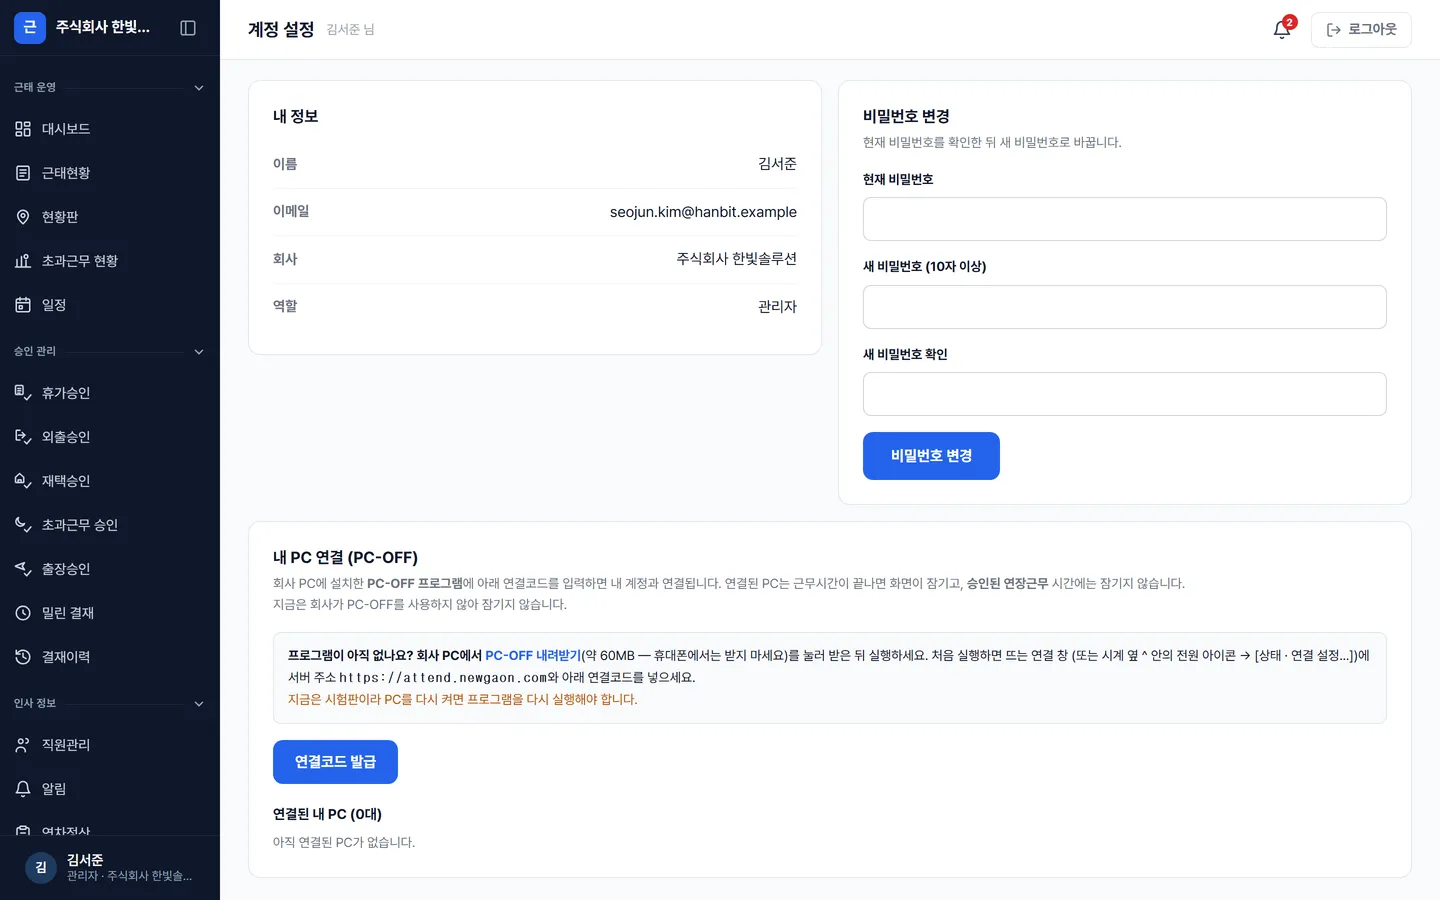 근
주식회사 한빛...
근태 운영
대시보드
근태현황
현황판
초과근무 현황
일정
승인 관리
휴가승인
외출승인
재택승인
초과근무 승인
출장승인
밀린 결재
결재이력
인사 정보
직원관리
알림
연차정산
김
김서준
관리자 · 주식회사 한빛솔...
계정 설정
김서준 님
2
로그아웃
내 정보
이름
김서준
이메일
seojun.kim@hanbit.example
회사
주식회사 한빛솔루션
역할
관리자
비밀번호 변경
현재 비밀번호를 확인한 뒤 새 비밀번호로 바꿉니다.
현재 비밀번호
새 비밀번호 (10자 이상)
새 비밀번호 확인
비밀번호 변경
내 PC 연결 (PC-OFF)
회사 PC에 설치한 PC-OFF 프로그램에 아래 연결코드를 입력하면 내 계정과 연결됩니다. 연결된 PC는 근무시간이 끝나면 화면이 잠기고, 승인된 연장근무 시간에는 잠기지 않습니다.
지금은 회사가 PC-OFF를 사용하지 않아 잠기지 않습니다.
프로그램이 아직 없나요? 회사 PC에서 PC-OFF 내려받기(약 60MB — 휴대폰에서는 받지 마세요)를 눌러 받은 뒤 실행하세요. 처음 실행하면 뜨는 연결 창 (또는 시계 옆 ^ 안의 전원 아이콘 → [상태 · 연결 설정...])에
서버 주소 https://attend.newgaon.com와 아래 연결코드를 넣으세요.
지금은 시험판이라 PC를 다시 켜면 프로그램을 다시 실행해야 합니다.
연결코드 발급
연결된 내 PC (0대)
아직 연결된 PC가 없습니다.